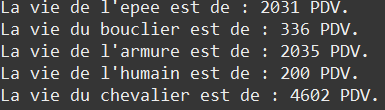 La vie de l'epee est de : 2031 PDV.
La vie du bouclier est de : 336 PDV.
La vie de l'armure est de : 2035 PDV.
La vie de l'humain est de : 200 PDV.
La vie du chevalier est de : 4602 PDV.